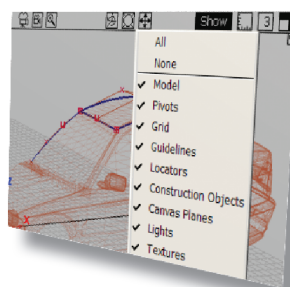 Show 3
All
None
Model
Pivots
Grid
Guidelines
Locators
Construction Objects
Canvas Planes
Lights
Textures